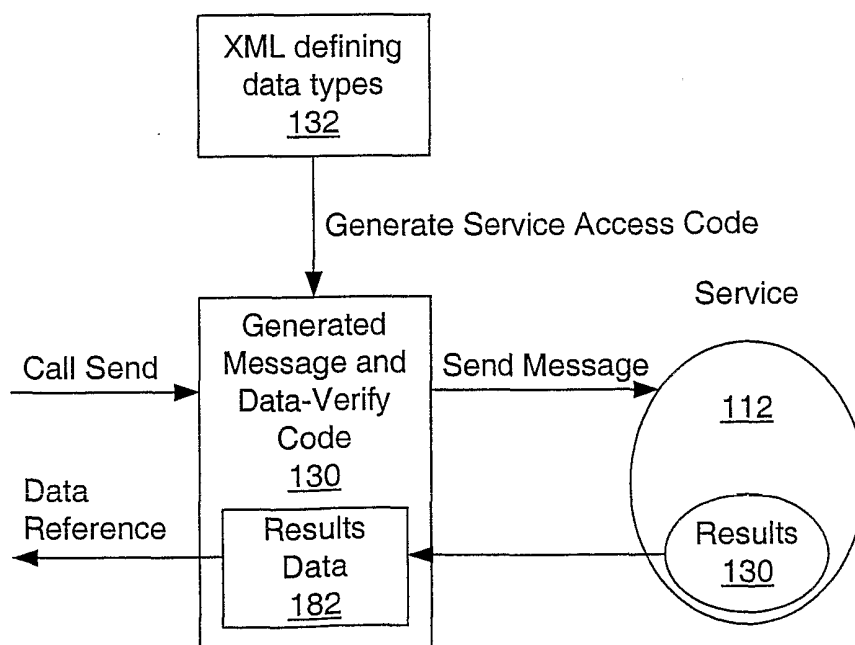 XML defining
data types
132
Generate Service Access Code
Service
Generated
Message and
Data-Verify
Code
130
Call Send
Send Message
112
Data
Reference
Results
Data
182
Results
130